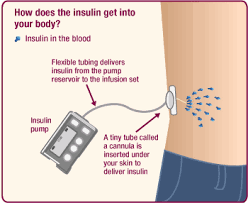 How does the insulin get into
your body?
Insulin in the blood
Flexible tubing delivers
insulin from the pump
reservoir to the infusion set
Insulin
pump
A tiny tube called
a cannula is
inserted under
your skin to
deliver insulin